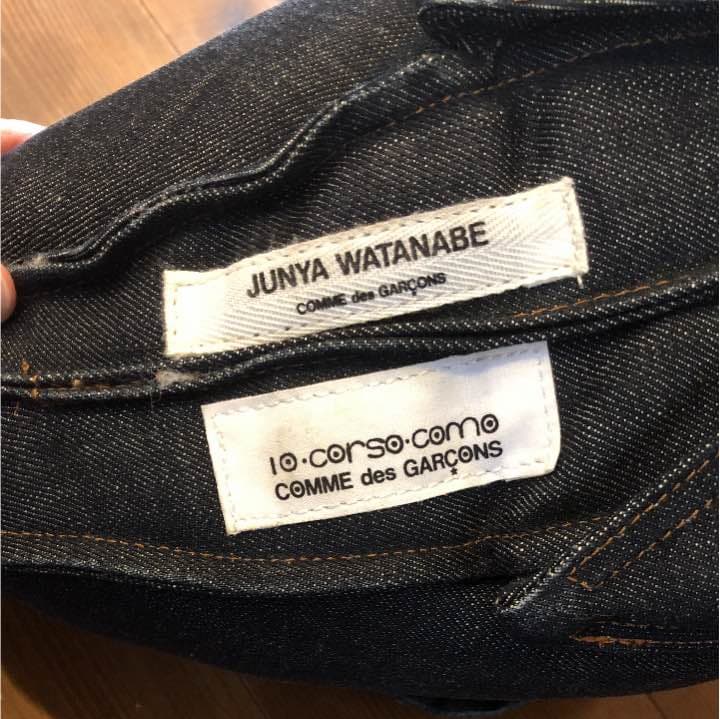 JUNYA WATANABE
COMME des GARÇONS
10·corso·como
COMME des GARÇONS